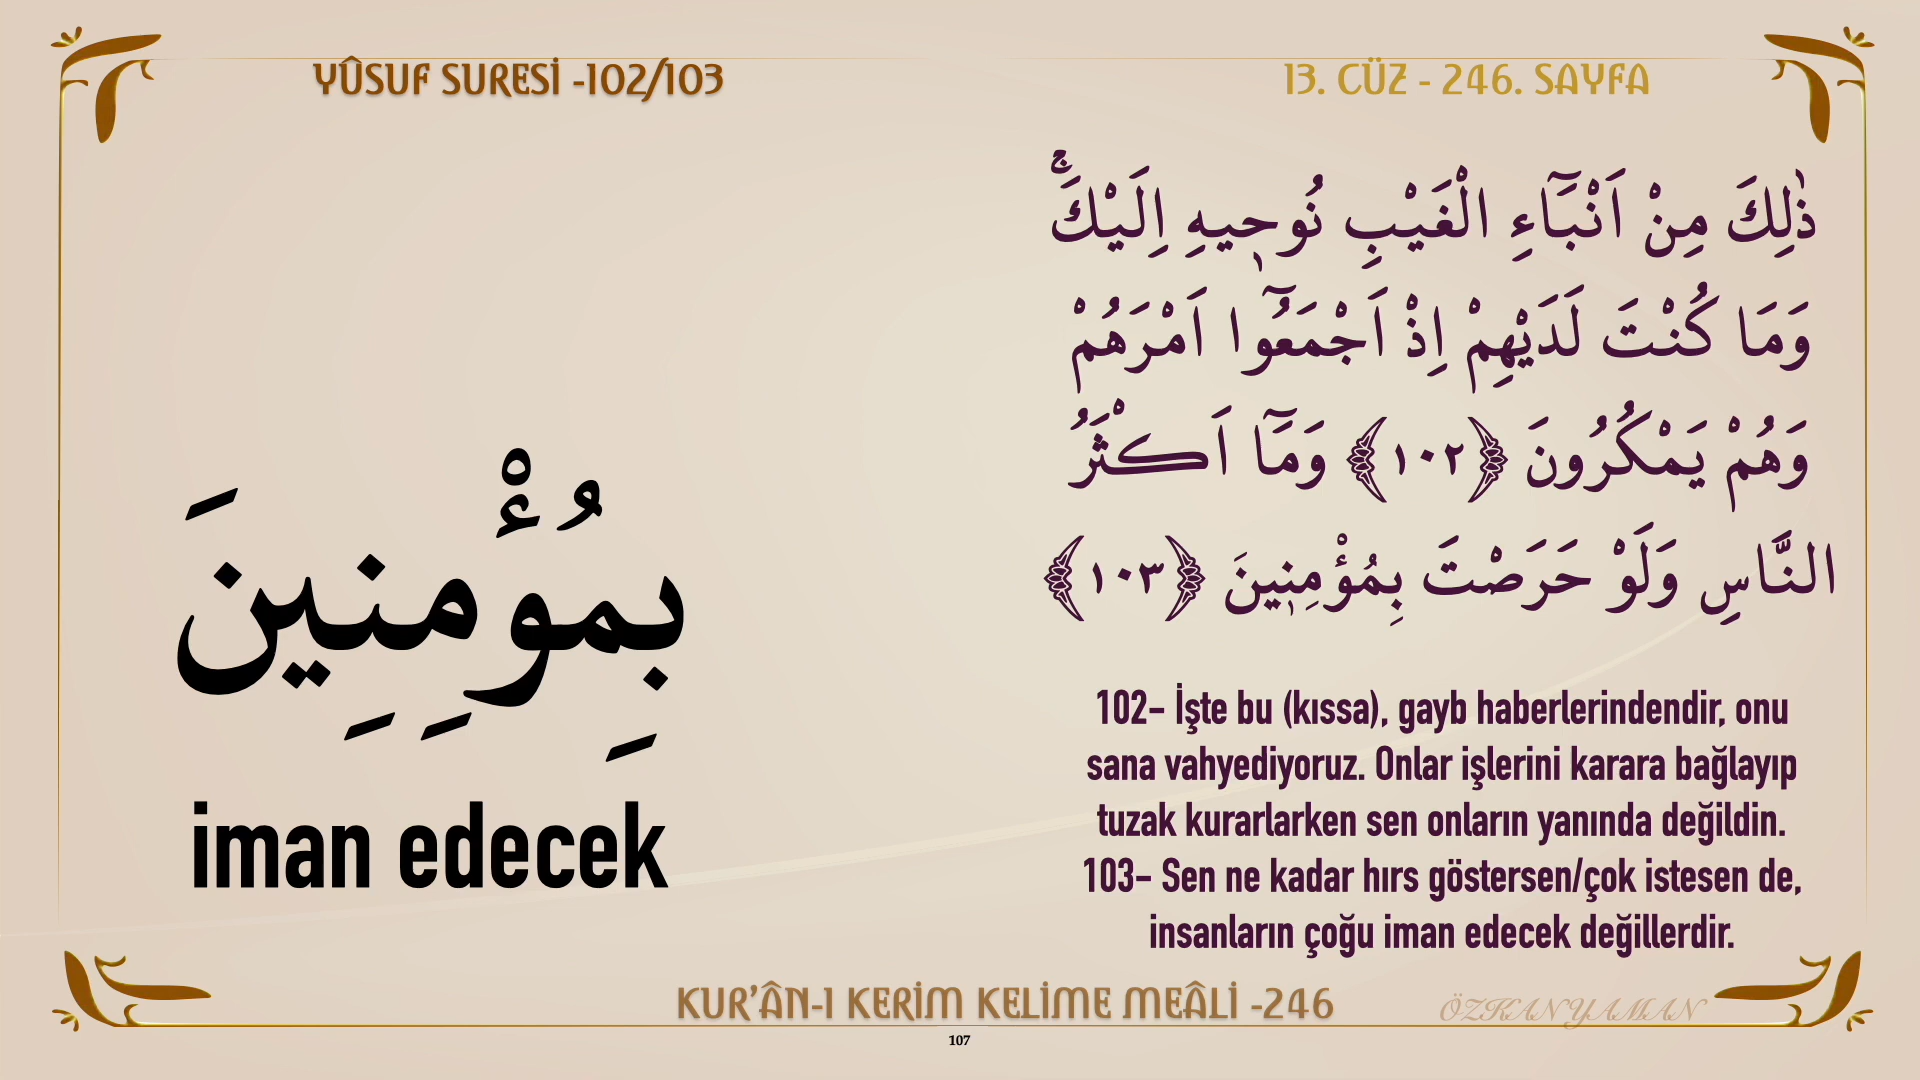 YÛSUF SURESİ -102/103
13. CÜZ - 246. SAYFA
ذٰلِكَ مِنْ اَنْبَٓاءِ الْغَيْبِ نُوح۪يهِ اِلَيْكَۚ
وَمَا كُنْتَ لَدَيْهِمْ اِذْ اَجْمَعُٓوا اَمْرَهُمْ
وَهُمْ يَمْكُرُونَ ﴿١٠٢﴾ وَمَٓا اَكْثَرُ
النَّاسِ وَلَوْ حَرَصْتَ بِمُؤْمِن۪ينَ ﴿١٠٣﴾
بِمُؤْمِنِينَ
iman edecek
102– İşte bu (kıssa), gayb haberlerindendir, onu
sana vahyediyoruz. Onlar işlerini karara bağlayıp
tuzak kurarlarken sen onların yanında değildin.
103– Sen ne kadar hırs göstersen/çok istesen de,
insanların çoğu iman edecek değillerdir.
KUR’ÂN-I KERİM KELİME MEÂLİ -246
ÖZKAN YAMAN
107